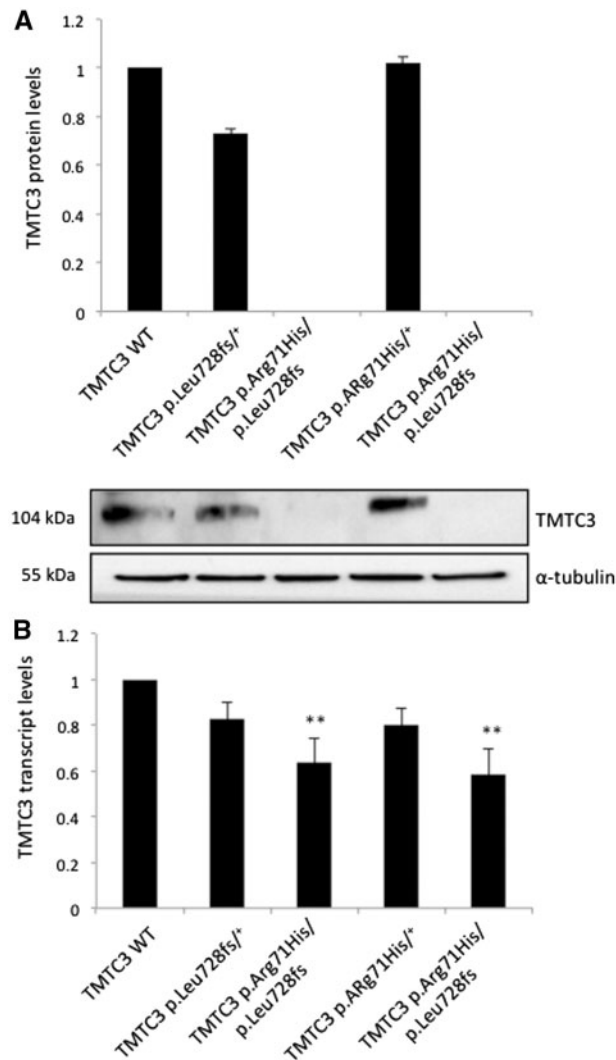 A
TMTC3 protein levels
1.2
1
0.8
0.6
0.4
0.2
0
TMTC3 WT
TMTC3 p.Leu728fs/+
TMTC3 p.Arg71His/
p.Leu728fs
TMTC3 p.ARg71His/+
TMTC3 p.Arg71His/
p.Leu728fs
104 kDa
TMTC3
55 kDa
α-tubulin
B
TMTC3 transcript levels
1.2
1
0.8
0.6
0.4
0.2
0
**
**
TMTC3 WT
TMTC3 p.Leu728fs/+
TMTC3 p.Arg71His/
p.Leu728fs
TMTC3 p.ARg71His/+
TMTC3 p.Arg71His/
p.Leu728fs